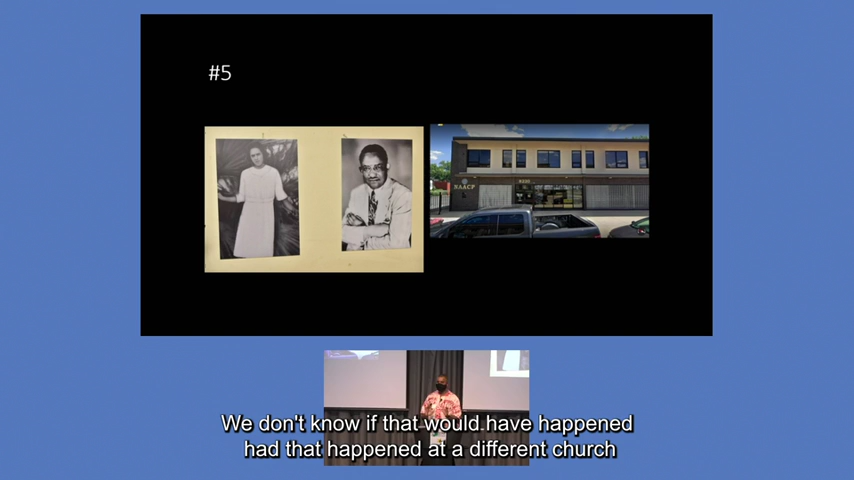 #5
NAACP
We don't know if that would have happened
had that happened at a different church